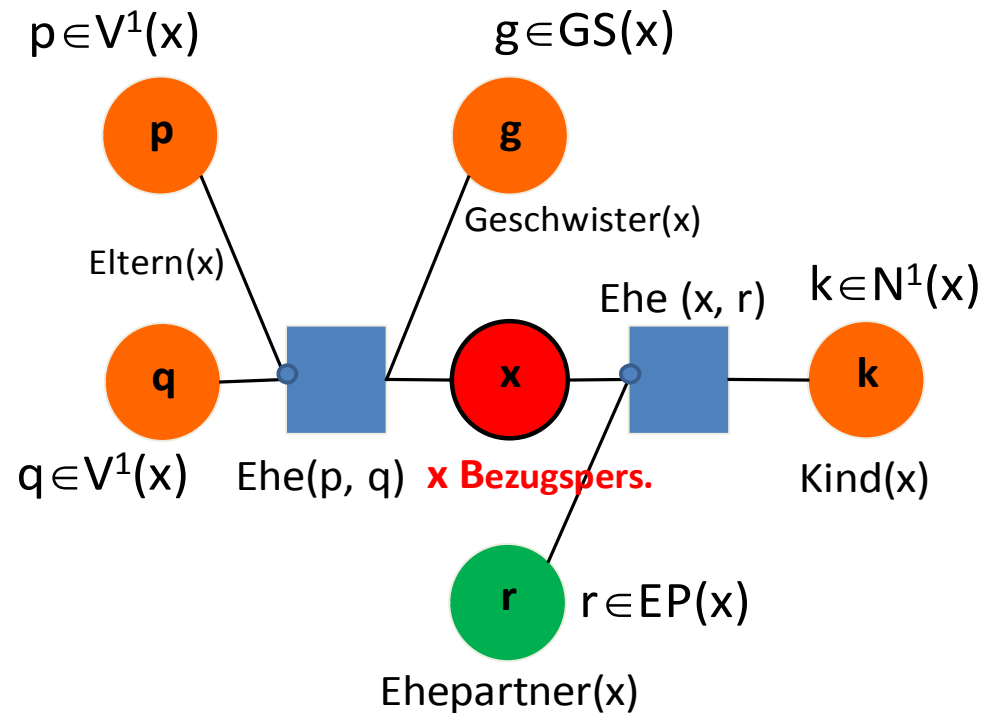 p∈V¹(x)
g∈GS(x)
p
g
Geschwister(x)
Eltern(x)
Ehe (x, r)
k∈N¹(x)
q
x
k
q∈V¹(x)
Ehe(p, q)
x Bezugspers.
Kind(x)
r
r∈EP(x)
Ehepartner(x)